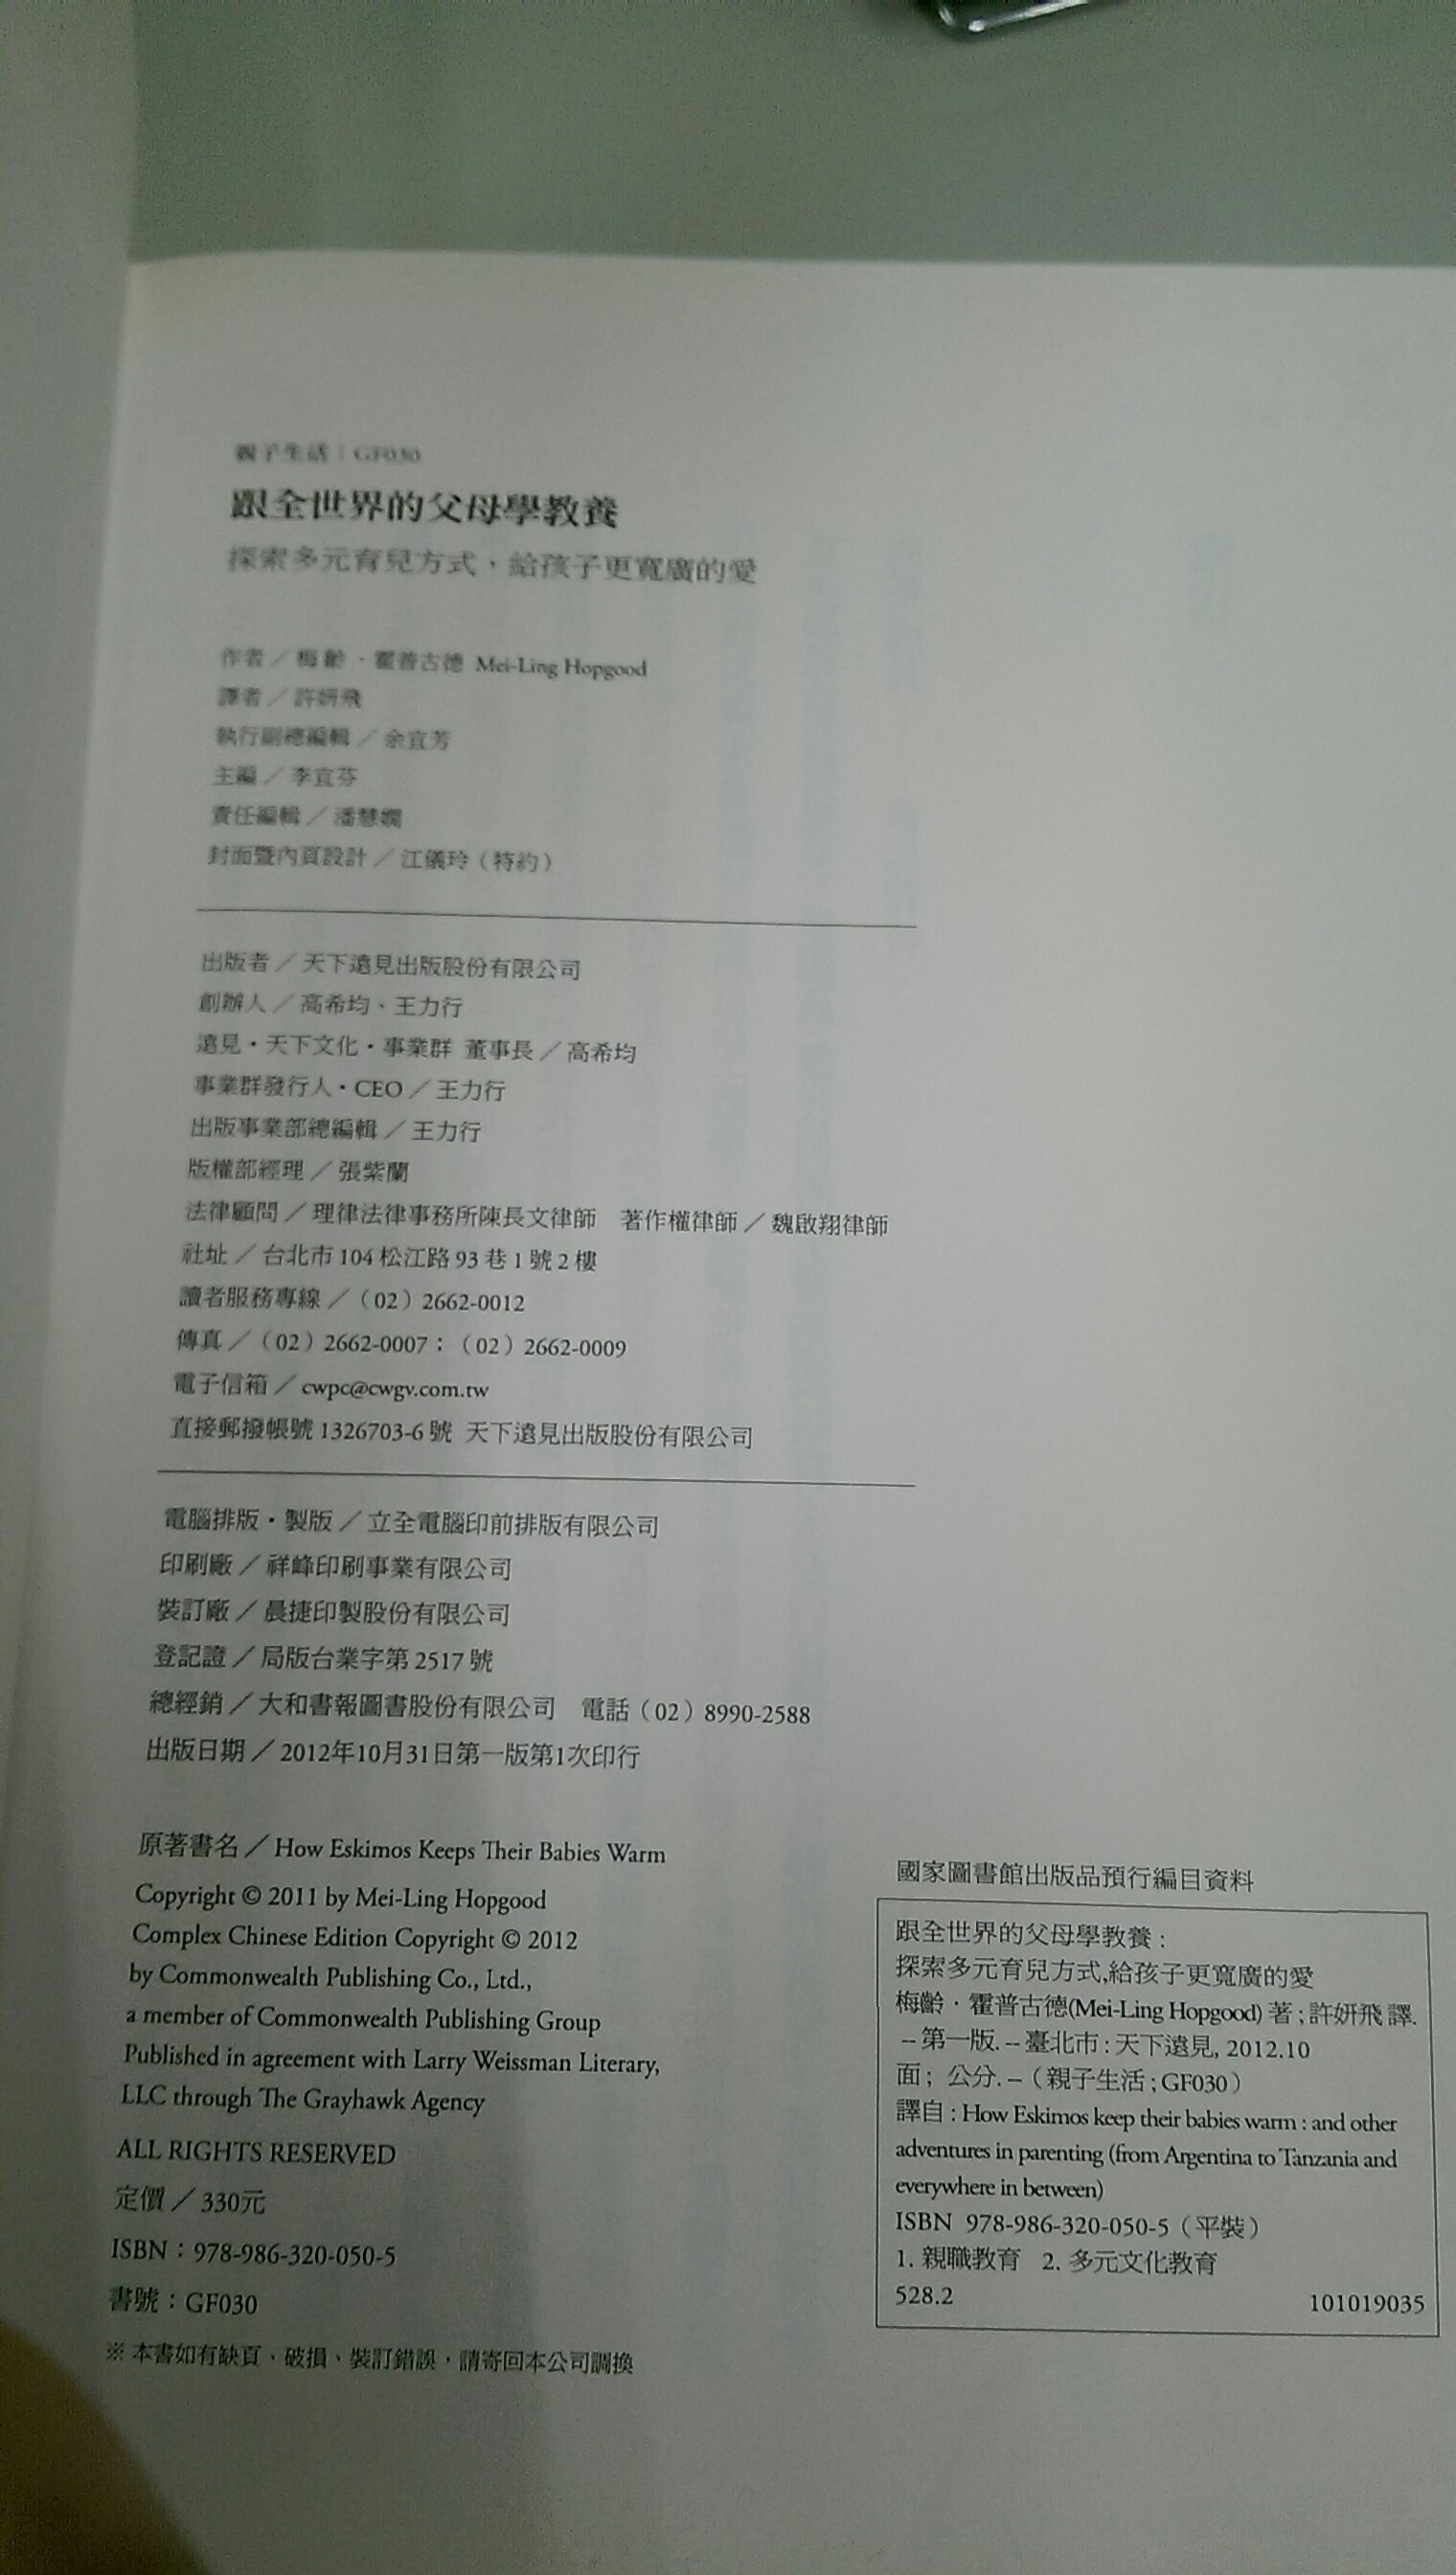 親子生活｜GF030
跟全世界的父母學教養
探索多元育兒方式，給孩子更寬廣的愛
作者／梅齡．霍普古德 Mei-Ling Hopgood
譯者／許妍飛
執行副總編輯／余宜芳
主編／李宜芬
責任編輯／潘慧嫺
封面暨內頁設計／江儀玲（特約）
出版者／天下遠見出版股份有限公司
創辦人／高希均、王力行
遠見・天下文化・事業群 董事長／高希均
事業群發行人・CEO／王力行
出版事業部總編輯／王力行
版權部經理／張紫蘭
法律顧問／理律法律事務所陳長文律師　著作權律師／魏啟翔律師
社址／台北市 104 松江路 93 巷 1 號 2 樓
讀者服務專線／（02）2662-0012
傳真／（02）2662-0007；（02）2662-0009
電子信箱／cwpc@cwgv.com.tw
直接郵撥帳號 1326703-6 號 天下遠見出版股份有限公司
電腦排版・製版／立全電腦印前排版有限公司
印刷廠／祥峰印刷事業有限公司
裝訂廠／晨捷印製股份有限公司
登記證／局版台業字第 2517 號
總經銷／大和書報圖書股份有限公司　電話（02）8990-2588
出版日期／2012年10月31日第一版第1次印行
原著書名／How Eskimos Keeps Their Babies Warm
Copyright © 2011 by Mei-Ling Hopgood
Complex Chinese Edition Copyright © 2012
by Commonwealth Publishing Co., Ltd.,
a member of Commonwealth Publishing Group
Published in agreement with Larry Weissman Literary,
LLC through The Grayhawk Agency
ALL RIGHTS RESERVED
定價／330元
ISBN：978-986-320-050-5
書號：GF030
※ 本書如有缺頁、破損、裝訂錯誤，請寄回本公司調換
國家圖書館出版品預行編目資料
跟全世界的父母學教養 :
探索多元育兒方式,給孩子更寬廣的愛
梅齡．霍普古德(Mei-Ling Hopgood) 著 ; 許妍飛 譯.
-- 第一版. -- 臺北市 : 天下遠見, 2012.10
面 ; 公分. --（親子生活 ; GF030）
譯自 : How Eskimos keep their babies warm : and other
adventures in parenting (from Argentina to Tanzania and
everywhere in between)
ISBN 978-986-320-050-5（平裝）
1. 親職教育 2. 多元文化教育
528.2 101019035